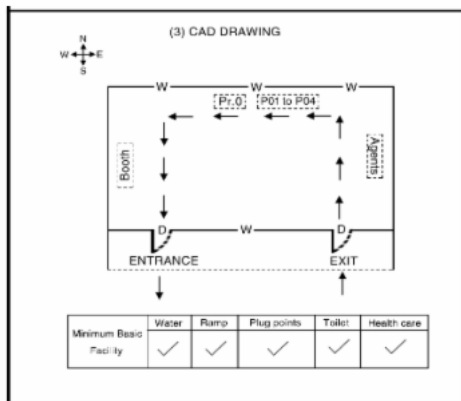 (3) CAD DRAWING
N
W E
S
W W W
Pr.0 P01 to P04
Booth
Agents
D W D
ENTRANCE EXIT
Minimum Basic Facility Water Ramp Plug points Toilet Health care